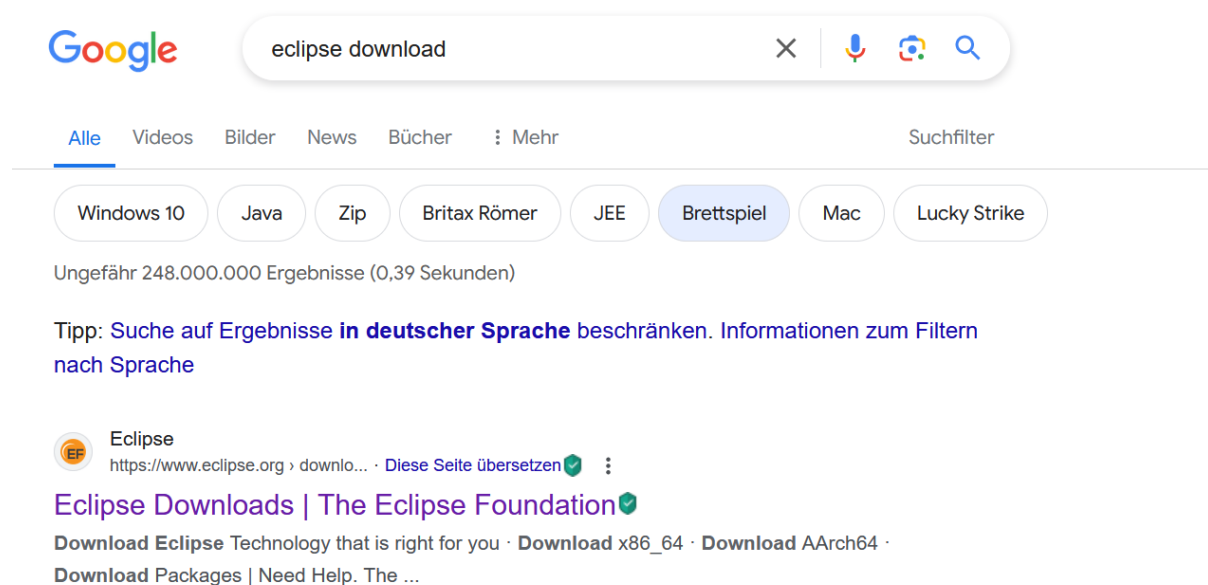 Google
eclipse download
Alle Videos Bilder News Bücher Mehr Suchfilter
Windows 10 Java Zip Britax Römer JEE Brettspiel Mac Lucky Strike
Ungefähr 248.000.000 Ergebnisse (0,39 Sekunden)
Tipp: Suche auf Ergebnisse in deutscher Sprache beschränken. Informationen zum Filtern
nach Sprache
Eclipse
EF
https://www.eclipse.org › downlo... · Diese Seite übersetzen
Eclipse Downloads | The Eclipse Foundation
Download Eclipse Technology that is right for you · Download x86_64 · Download AArch64 ·
Download Packages | Need Help. The ...